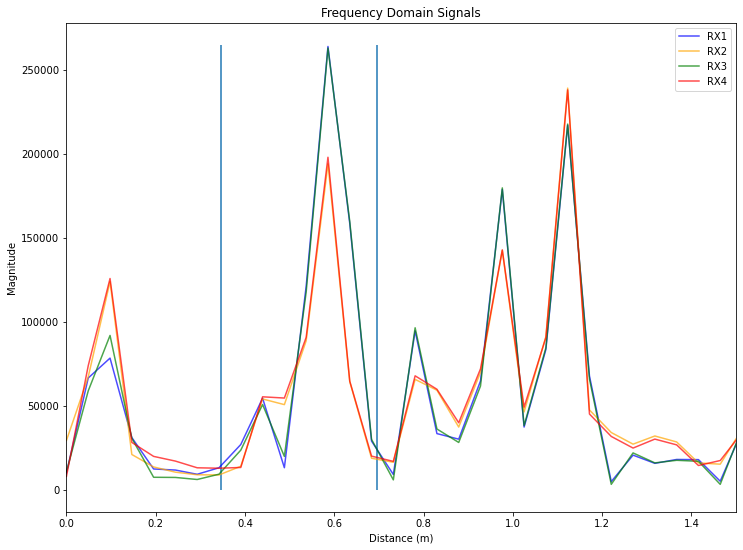 Frequency Domain Signals
RX1
RX2
RX3
RX4
250000
200000
150000
100000
50000
0
Magnitude
0.0 0.2 0.4 0.6 0.8 1.0 1.2 1.4
Distance (m)